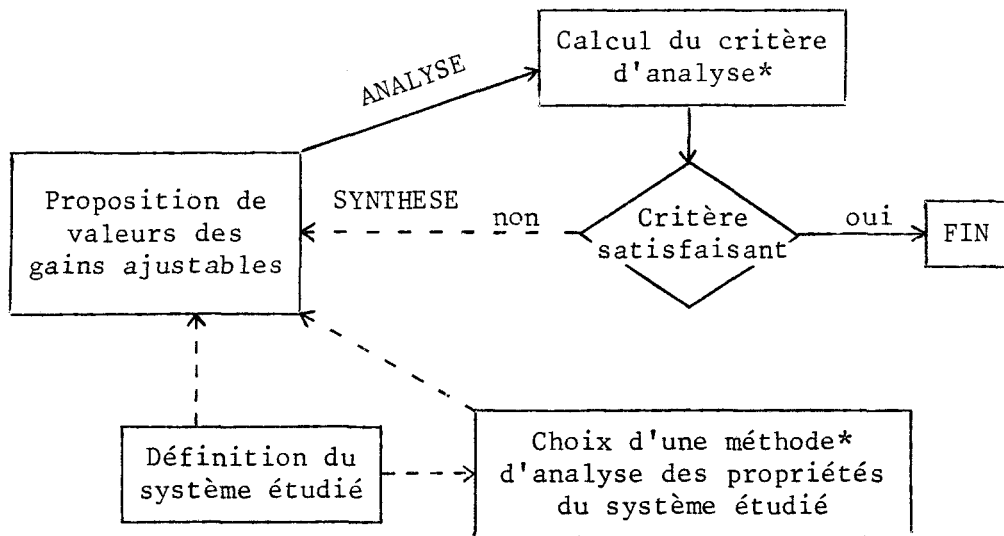 Calcul du critère
d'analyse*
ANALYSE
Proposition de
valeurs des
gains ajustables
SYNTHESE
non
Critère
satisfaisant
oui
FIN
Définition du
système étudié
Choix d'une méthode*
d'analyse des propriétés
du système étudié